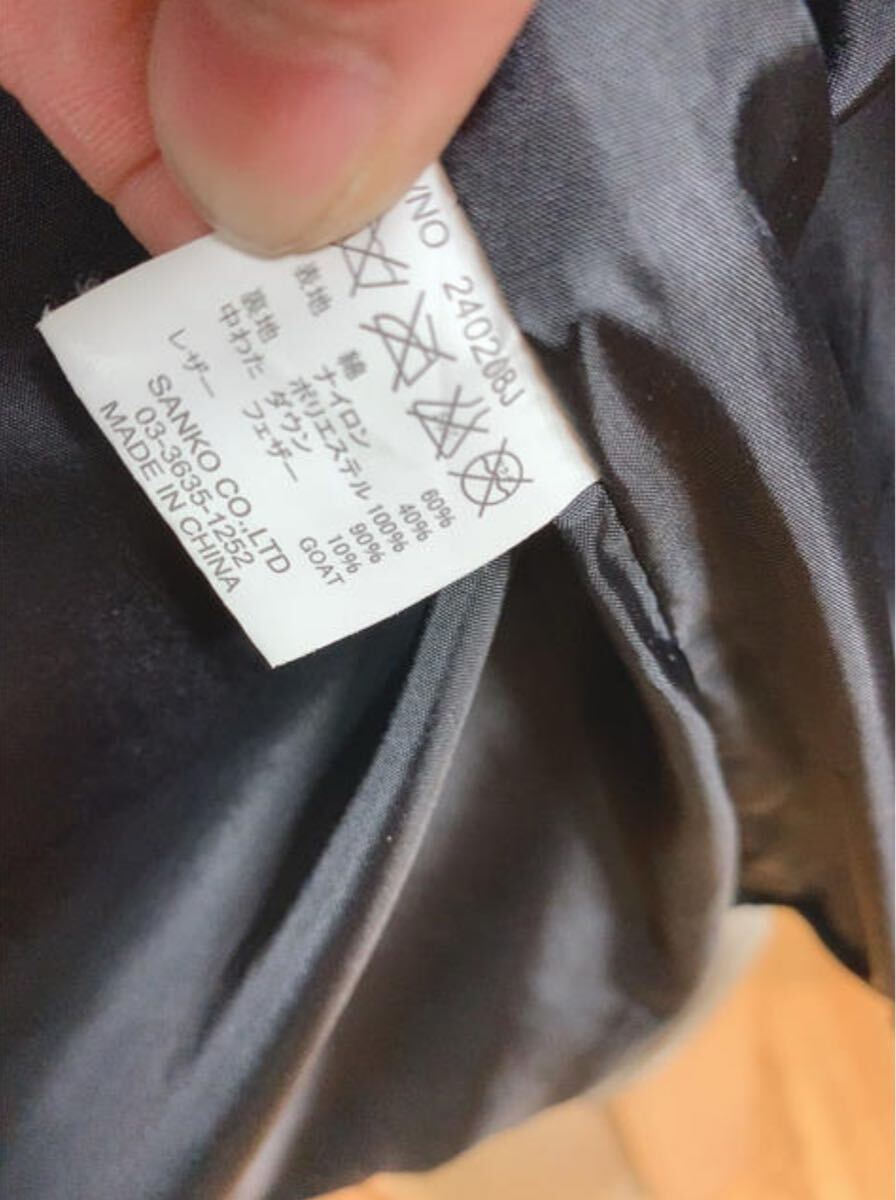 /NO 240208J
表地 綿 60%
ナイロン 40%
裏地 ポリエステル 100%
中わた ダウン 90%
フェザー 10%
レザー GOAT
SANKO CO.,LTD
03-3635-1252
MADE IN CHINA